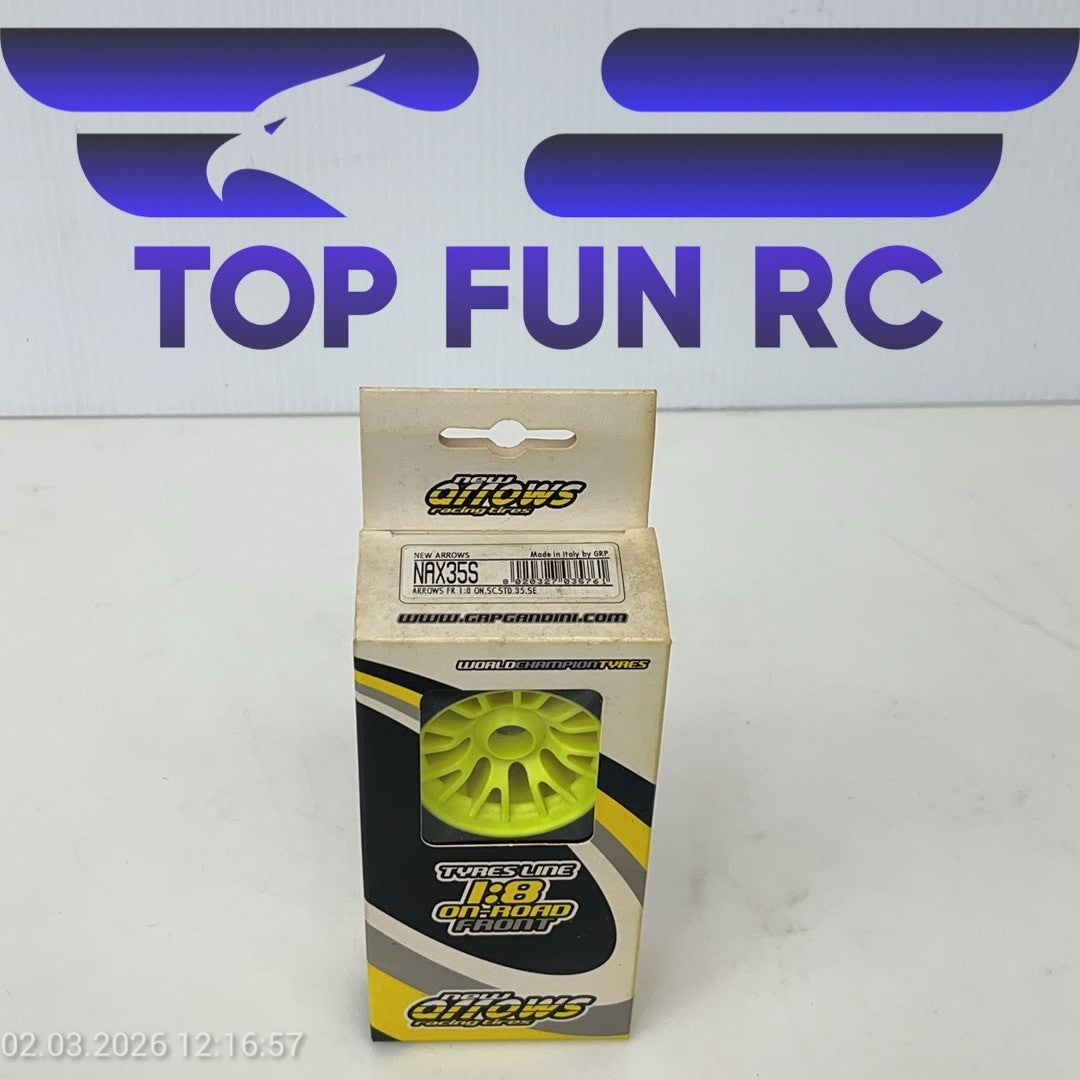 TOP FUN RC
new
arrows
racing tires
NEW ARROWS
Made in Italy by GRP
NAX35S
ARROWS FR 1:8 ON.SC.STD.35.SE
WWW.GRPGANDINI.COM
WORLDCHAMPIONTYRES
TYRES LINE
1:8
ON-ROAD
FRONT
new
arrows
racing tires
02.03.2026 12:16:57